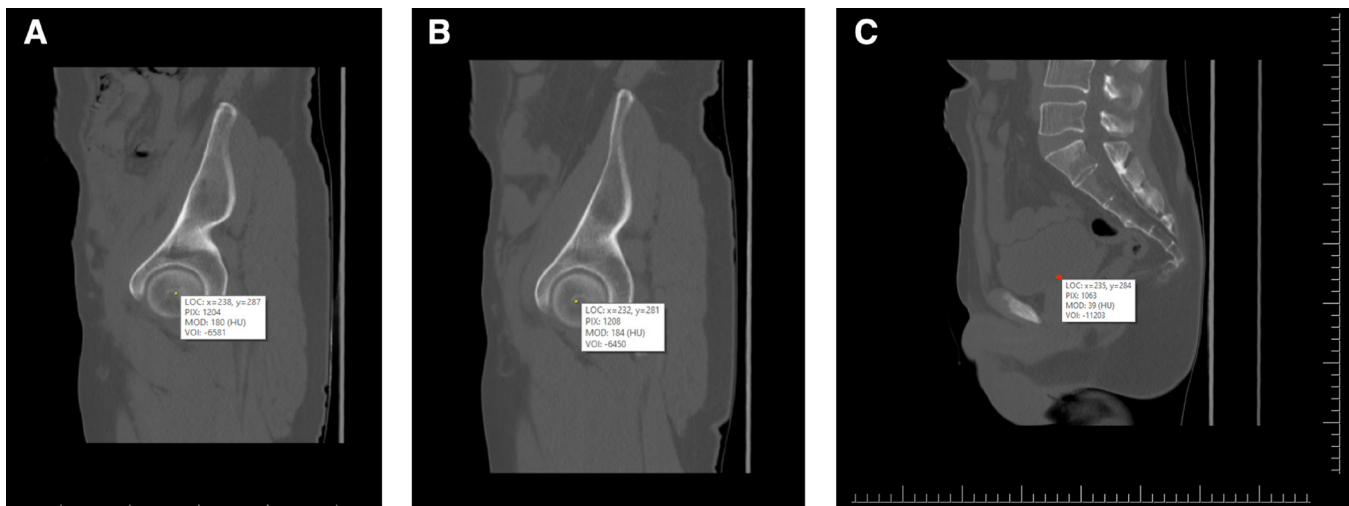 A
LOC: x=238, y=287
PIX: 1204
MOD: 180 (HU)
VOI: -6581
B
LOC: x=232, y=281
PIX: 1208
MOD: 184 (HU)
VOI: -6450
C
LOC: x=235, y=284
PIX: 1063
MOD: 39 (HU)
VOI: -11203